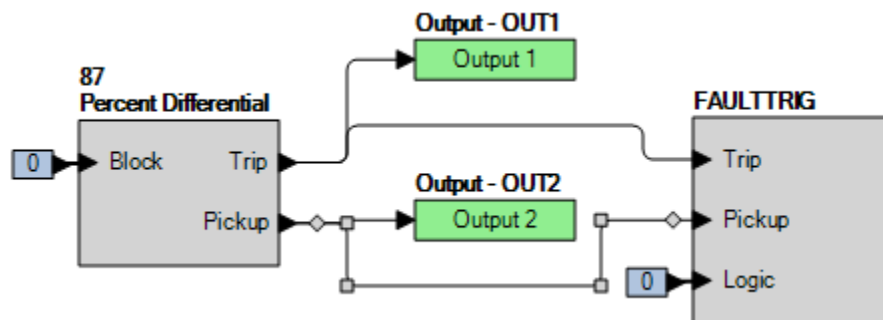 Output - OUT1
Output 1
87
Percent Differential
FAULTTRIG
0
Block
Trip
Trip
Output - OUT2
Pickup
Output 2
Pickup
0
Logic